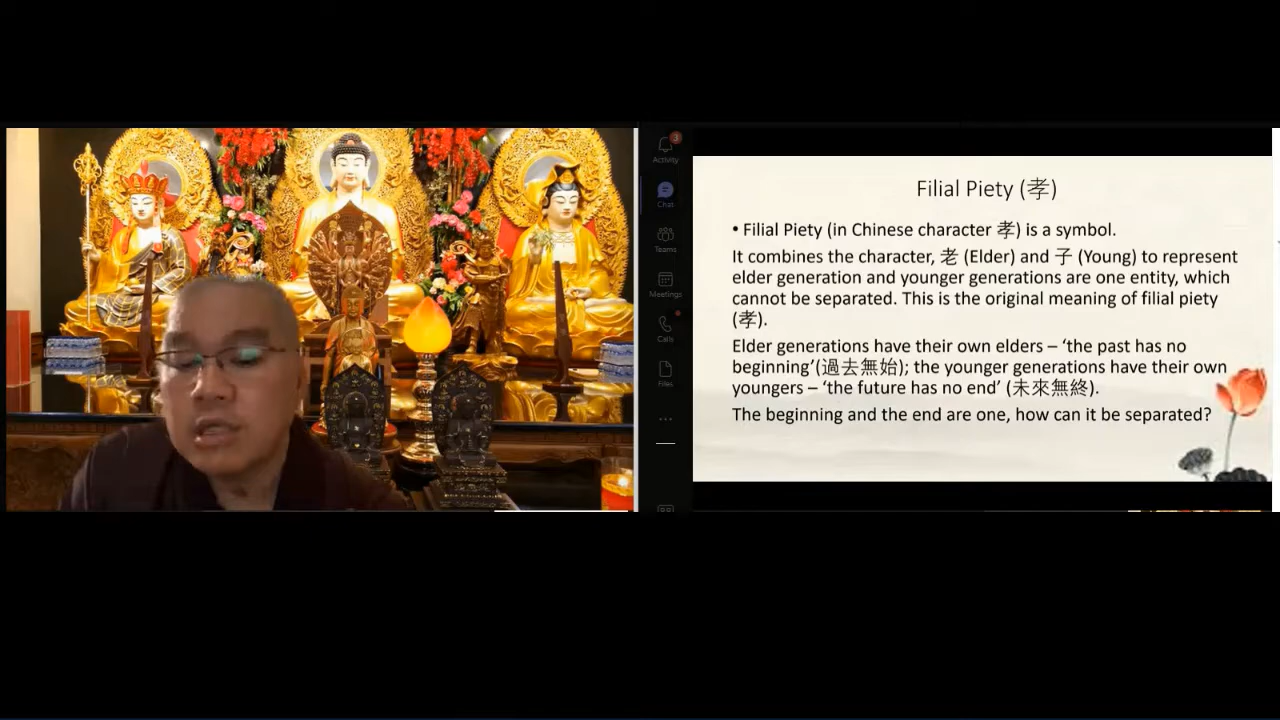 Activity
3
Chat
Teams
Meetings
Calls
Files
Filial Piety (孝)
• Filial Piety (in Chinese character 孝) is a symbol.
It combines the character, 老 (Elder) and 子 (Young) to represent
elder generation and younger generations are one entity, which
cannot be separated. This is the original meaning of filial piety
(孝).
Elder generations have their own elders – ‘the past has no
beginning’(過去無始); the younger generations have their own
youngers – ‘the future has no end’ (未來無終).
The beginning and the end are one, how can it be separated?